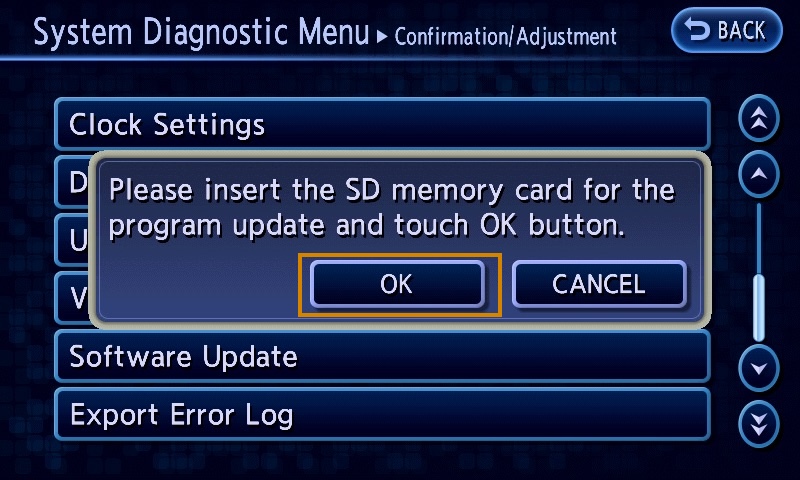 System Diagnostic Menu ▸ Confirmation/Adjustment
BACK
Clock Settings
D
Please insert the SD memory card for the
program update and touch OK button.
U
V
OK
CANCEL
Software Update
Export Error Log